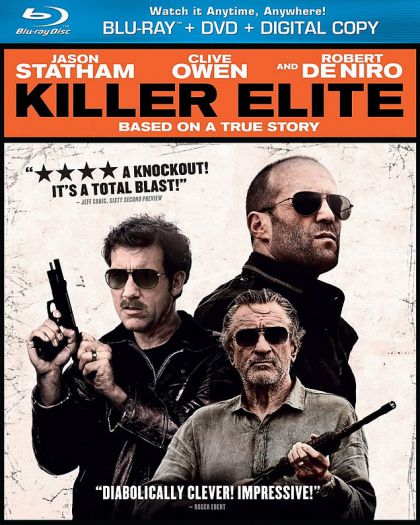 Blu-ray Disc
Watch it Anytime, Anywhere!
BLU-RAY + DVD + DIGITAL COPY
JASON STATHAM
CLIVE OWEN
AND ROBERT DE NIRO
KILLER ELITE
BASED ON A TRUE STORY
"★★★★ A KNOCKOUT!
IT'S A TOTAL BLAST!"
JEFF CRAIG, SIXTY SECOND PREVIEW
"DIABOLICALLY CLEVER! IMPRESSIVE!"
– ROGER EBERT